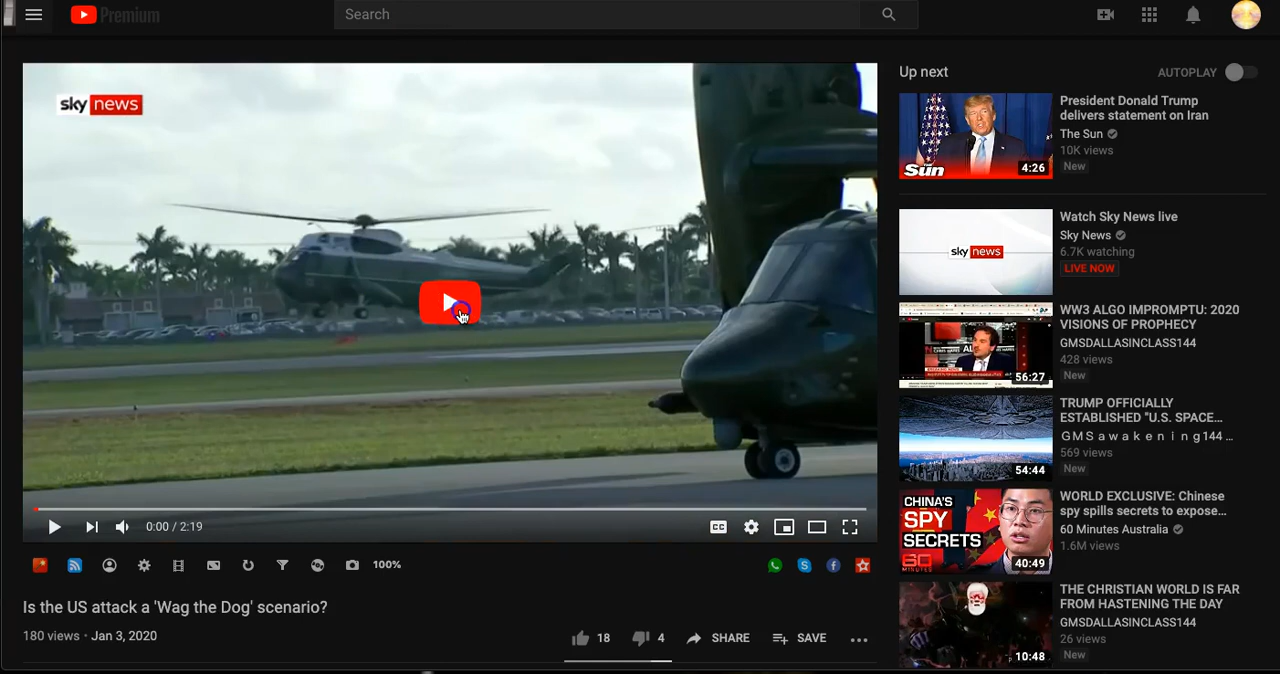 Premium
Search
sky news
0:00 / 2:19
CC
100%
Is the US attack a 'Wag the Dog' scenario?
180 views · Jan 3, 2020
18
4
SHARE
SAVE
Up next
AUTOPLAY
The Sun
4:26
President Donald Trump
delivers statement on Iran
The Sun
10K views
New
sky news
Watch Sky News live
Sky News
6.7K watching
LIVE NOW
56:27
WW3 ALGO IMPROMPTU: 2020
VISIONS OF PROPHECY
GMSDALLASINCLASS144
428 views
New
54:44
TRUMP OFFICIALLY
ESTABLISHED "U.S. SPACE...
ＧＭＳａｗａｋｅｎｉｎｇ144 ...
569 views
New
CHINA'S
SPY
SECRETS
60
MINUTES
40:49
WORLD EXCLUSIVE: Chinese
spy spills secrets to expose...
60 Minutes Australia
1.6M views
10:48
THE CHRISTIAN WORLD IS FAR
FROM HASTENING THE DAY
GMSDALLASINCLASS144
26 views
New